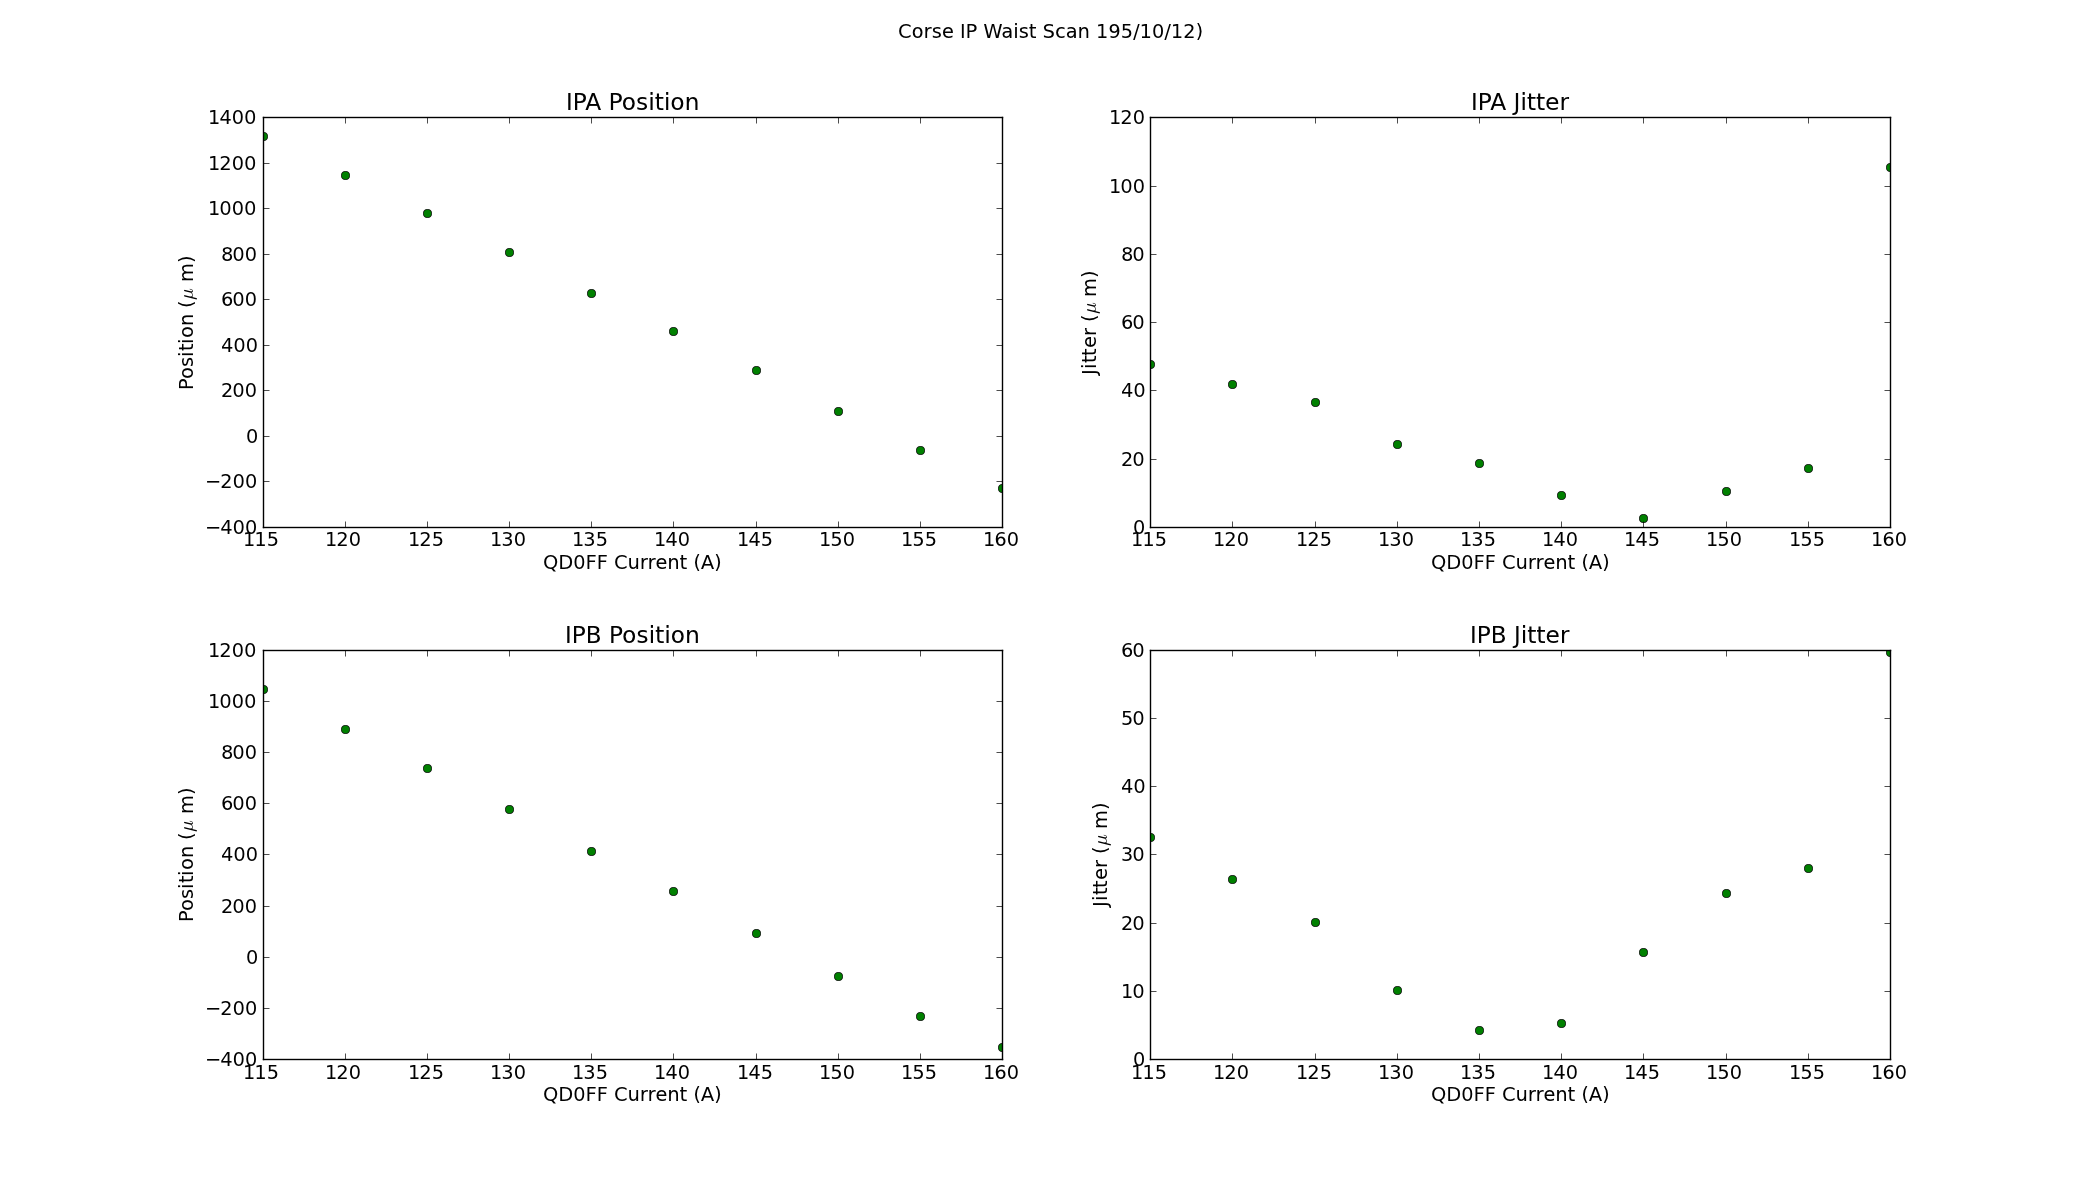 Corse IP Waist Scan 195/10/12)
IPA Position
1400
1200
1000
800
600
400
200
0
−200
−400
Position (μ m)
115 120 125 130 135 140 145 150 155 160
QD0FF Current (A)
IPA Jitter
120
100
80
60
40
20
0
Jitter (μ m)
115 120 125 130 135 140 145 150 155 160
QD0FF Current (A)
IPB Position
1200
1000
800
600
400
200
0
−200
−400
Position (μ m)
115 120 125 130 135 140 145 150 155 160
QD0FF Current (A)
IPB Jitter
60
50
40
30
20
10
0
Jitter (μ m)
115 120 125 130 135 140 145 150 155 160
QD0FF Current (A)